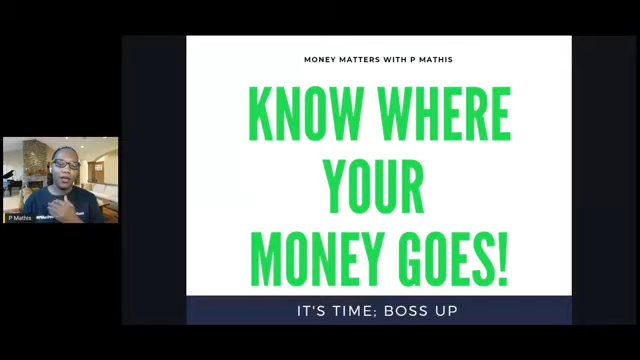 MONEY MATTERS WITH P MATHIS
KNOW WHERE
YOUR
MONEY GOES!
IT'S TIME; BOSS UP
P Mathis